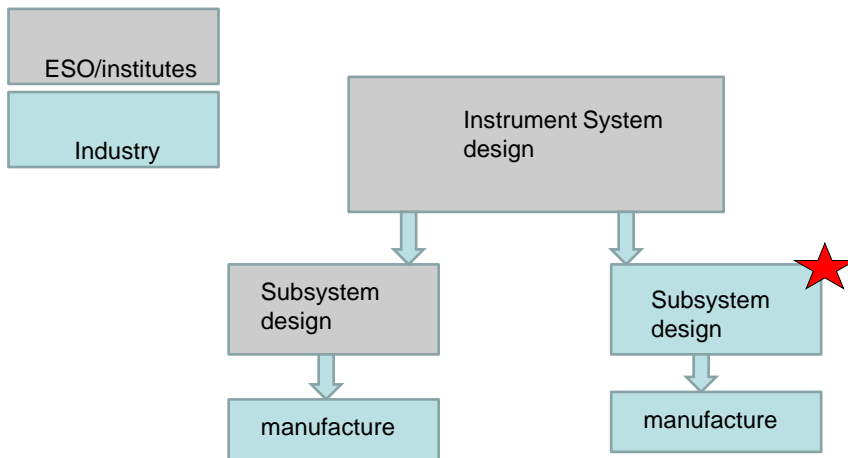 ESO/institutes
Industry
Instrument System
design
Subsystem
design
Subsystem
design
manufacture
manufacture